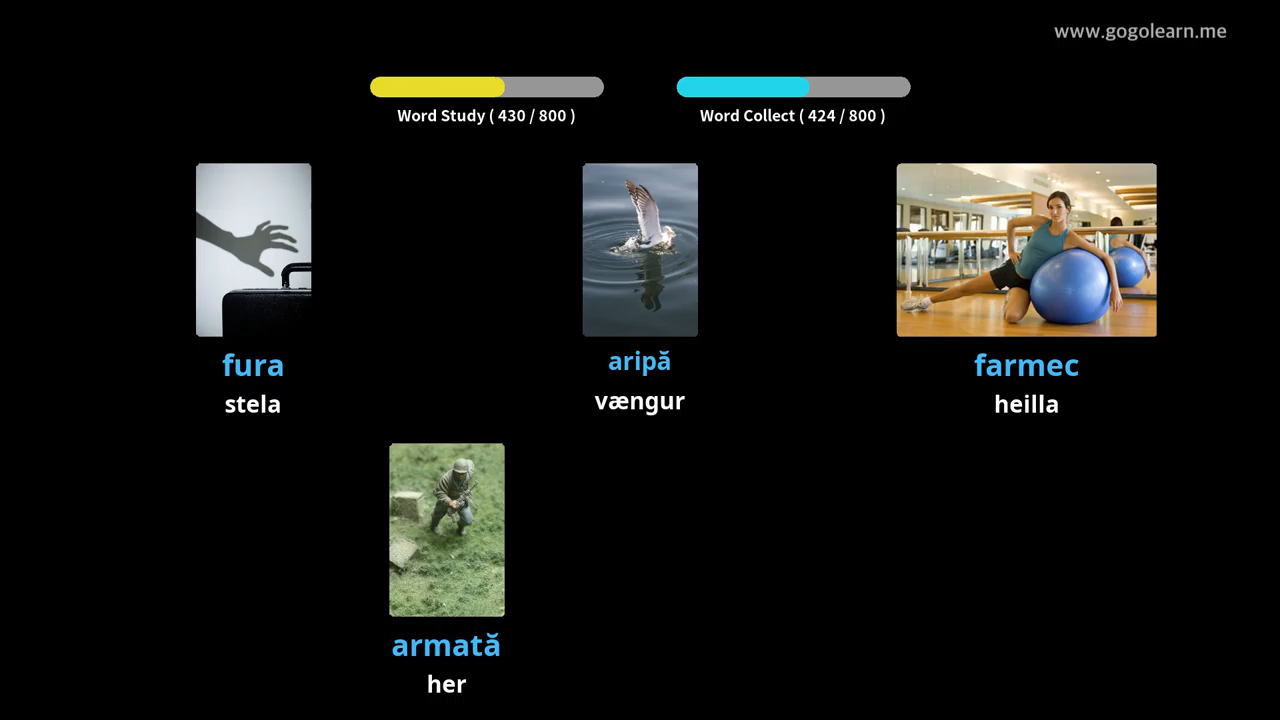 www.gogolearn.me
Word Study ( 430 / 800 )
Word Collect ( 424 / 800 )
fura
stela
aripă
vængur
farmec
heilla
armată
her